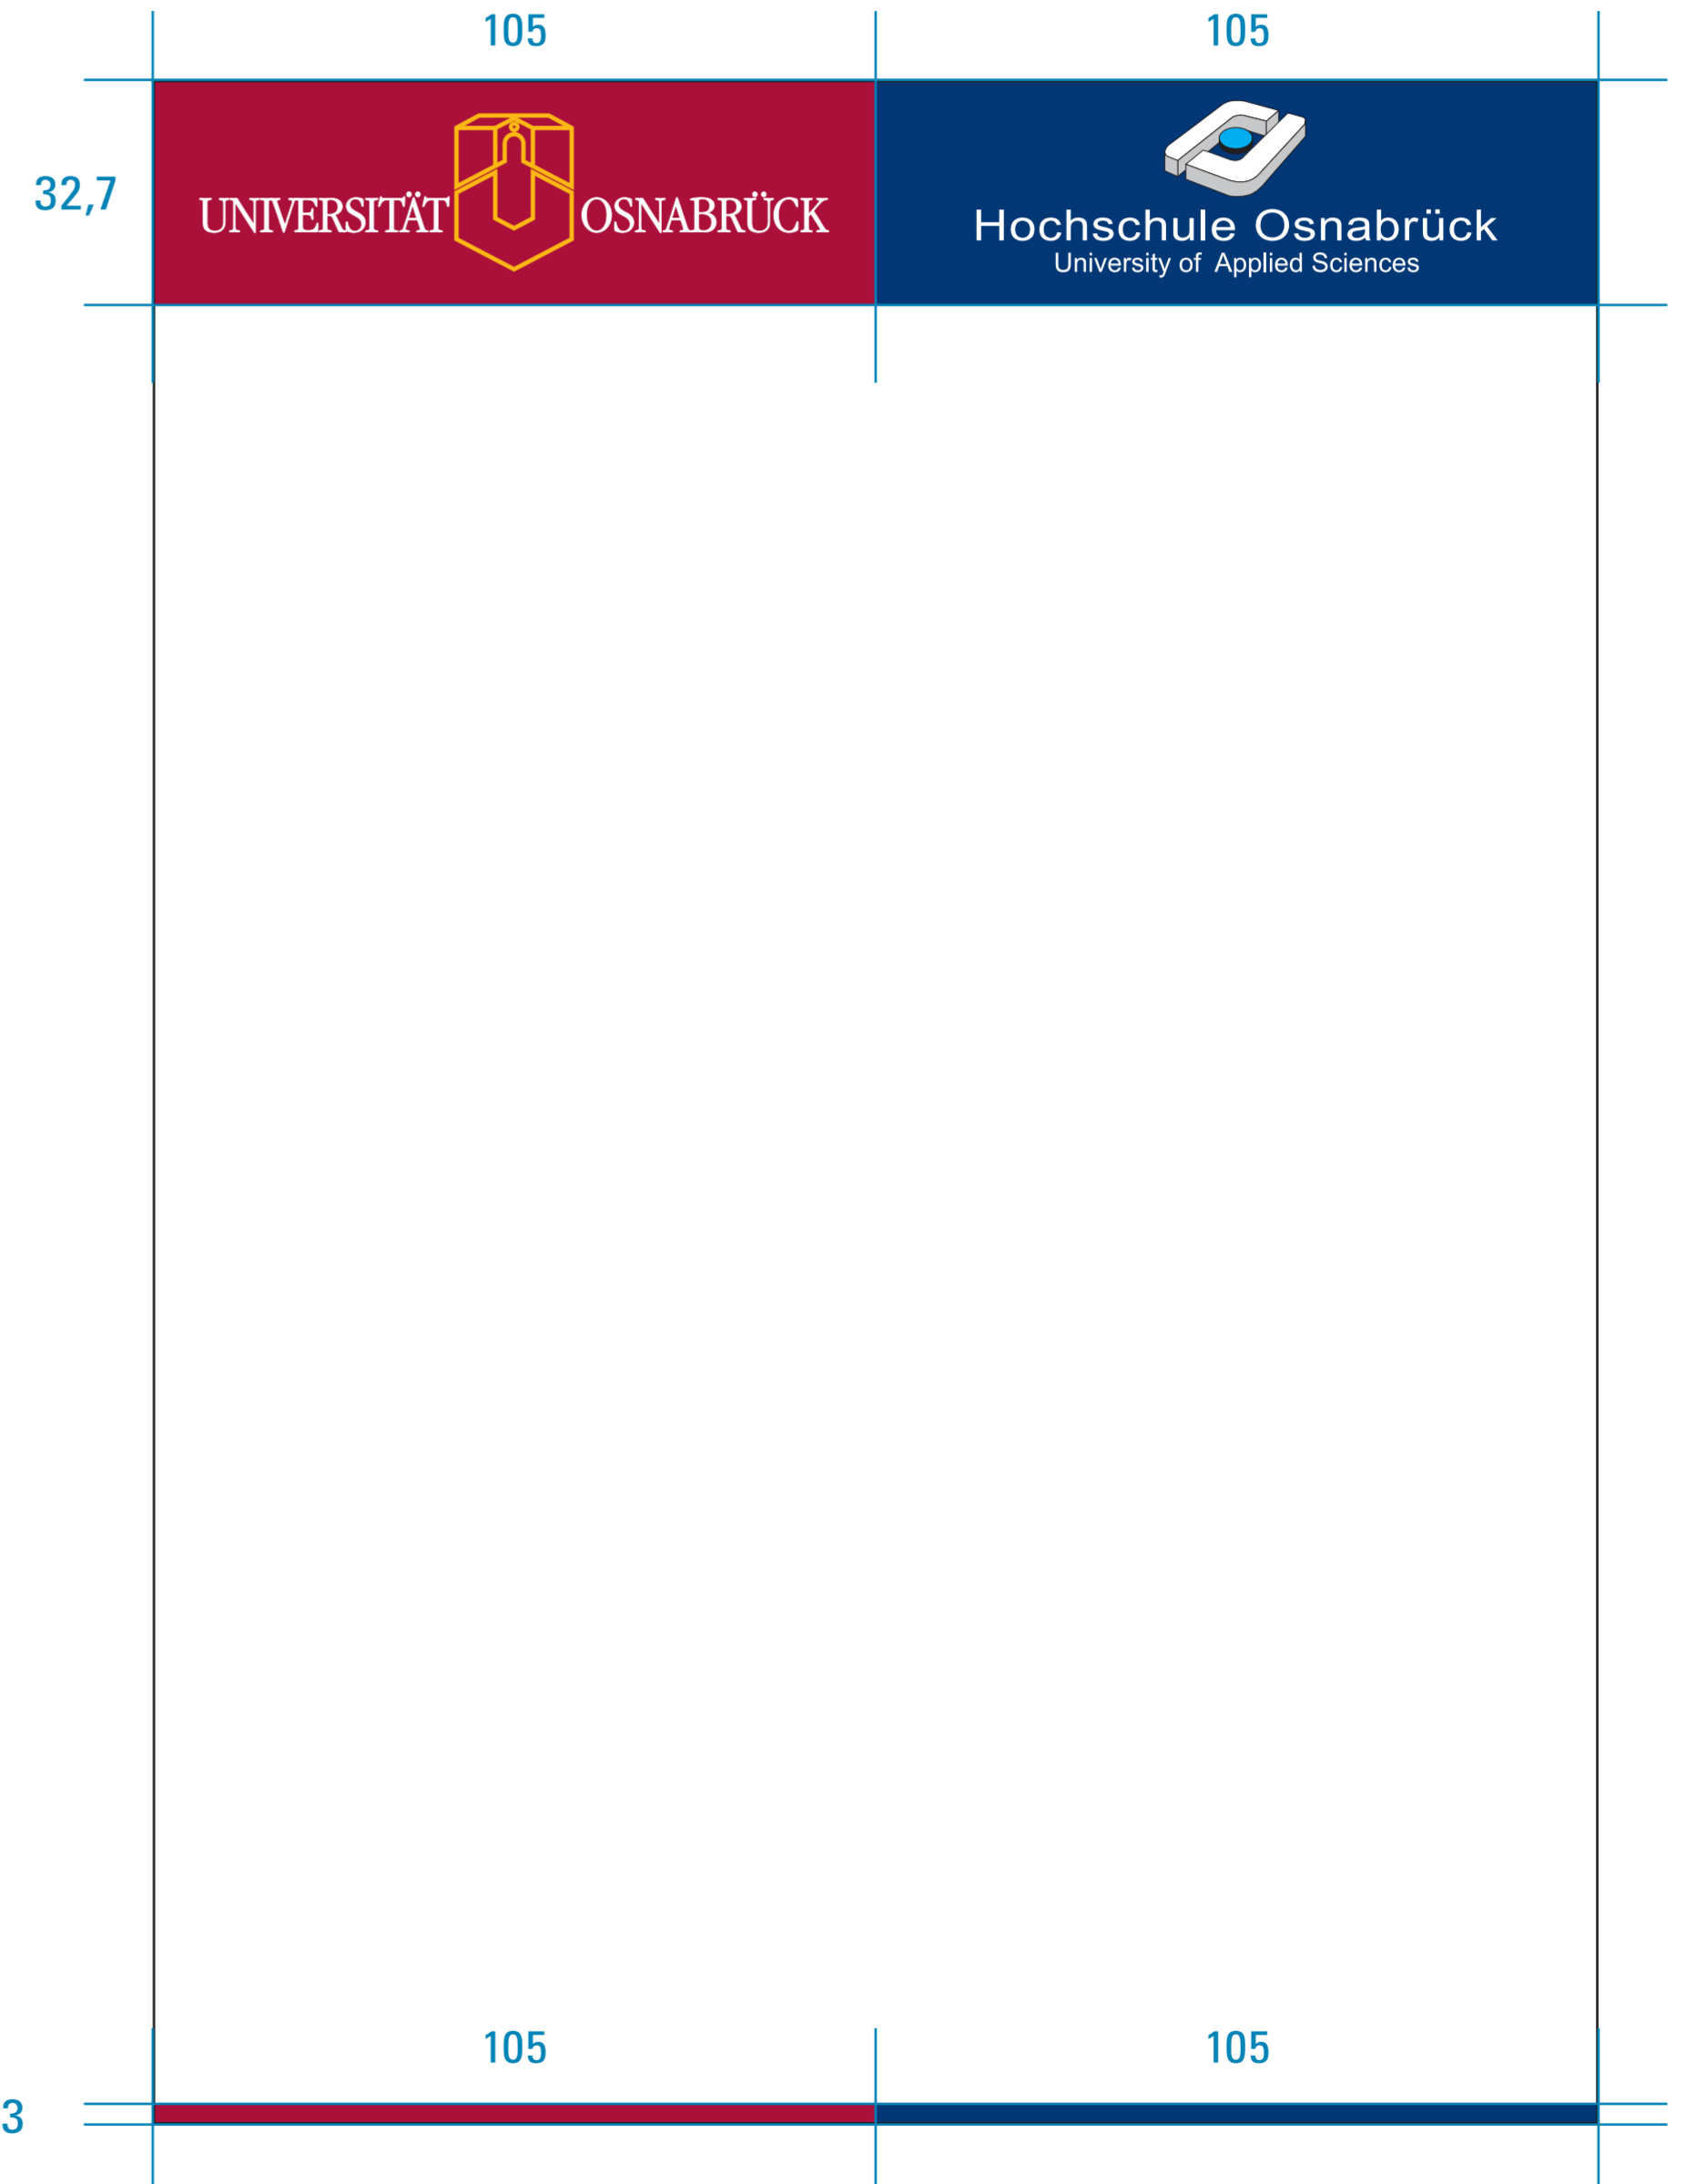 105 105
32,7
UNIVERSITÄT OSNABRÜCK
Hochschule Osnabrück
University of Applied Sciences
105 105
3